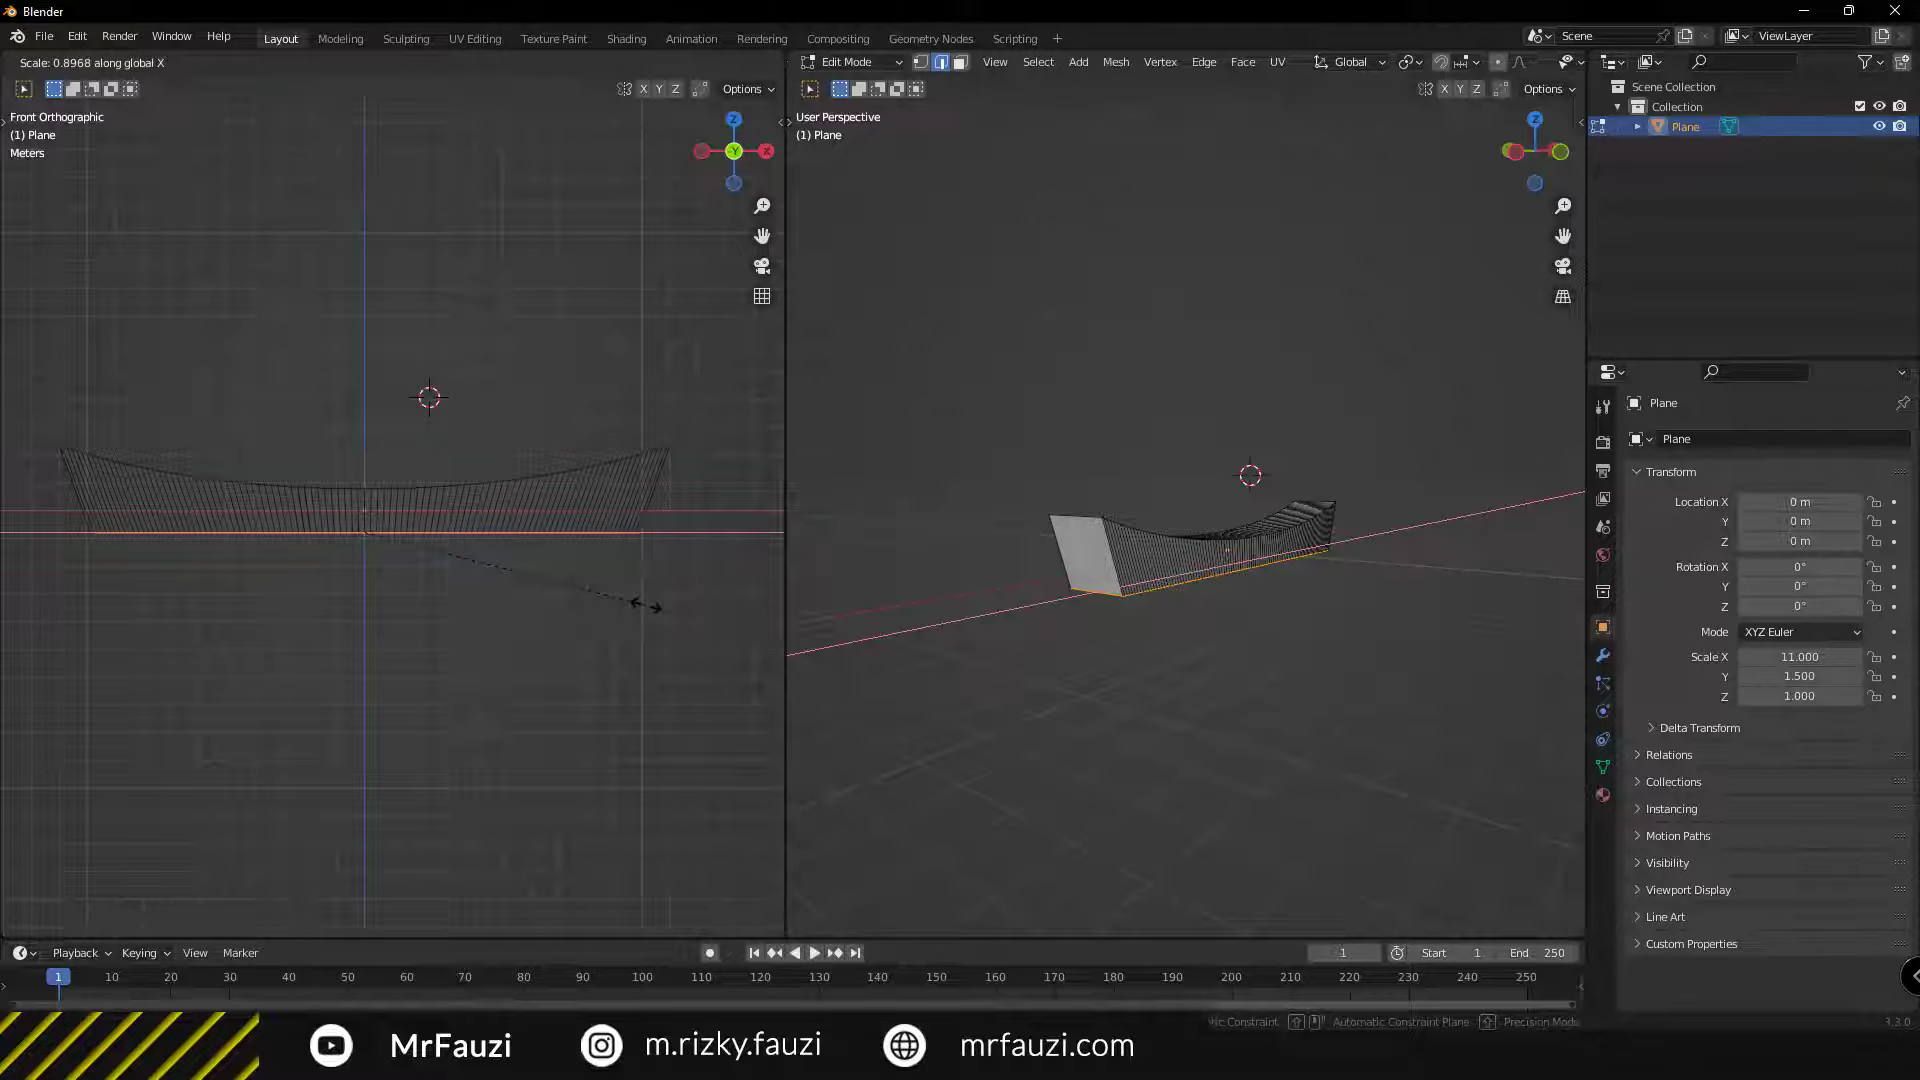 Blender
File Edit Render Window Help
Layout Modeling Sculpting UV Editing Texture Paint Shading Animation Rendering Compositing Geometry Nodes Scripting +
Scene
ViewLayer
Scale: 0.8968 along global X
Edit Mode View Select Add Mesh Vertex Edge Face UV Global
X Y Z Options
X Y Z Options
Front Orthographic
(1) Plane
Meters
Z
Y
X
User Perspective
(1) Plane
Z
Scene Collection
Collection
Plane
Plane
Plane
Transform
Location X 0 m
Y 0 m
Z 0 m
Rotation X 0°
Y 0°
Z 0°
Mode XYZ Euler
Scale X 11.000
Y 1.500
Z 1.000
Delta Transform
Relations
Collections
Instancing
Motion Paths
Visibility
Viewport Display
Line Art
Custom Properties
Playback Keying View Marker
1 Start 1 End 250
1 10 20 30 40 50 60 70 80 90 100 110 120 130 140 150 160 170 180 190 200 210 220 230 240 250
Constraint Automatic Constraint Plane Precision Mode
3.3.0
MrFauzi m.rizky.fauzi mrfauzi.com